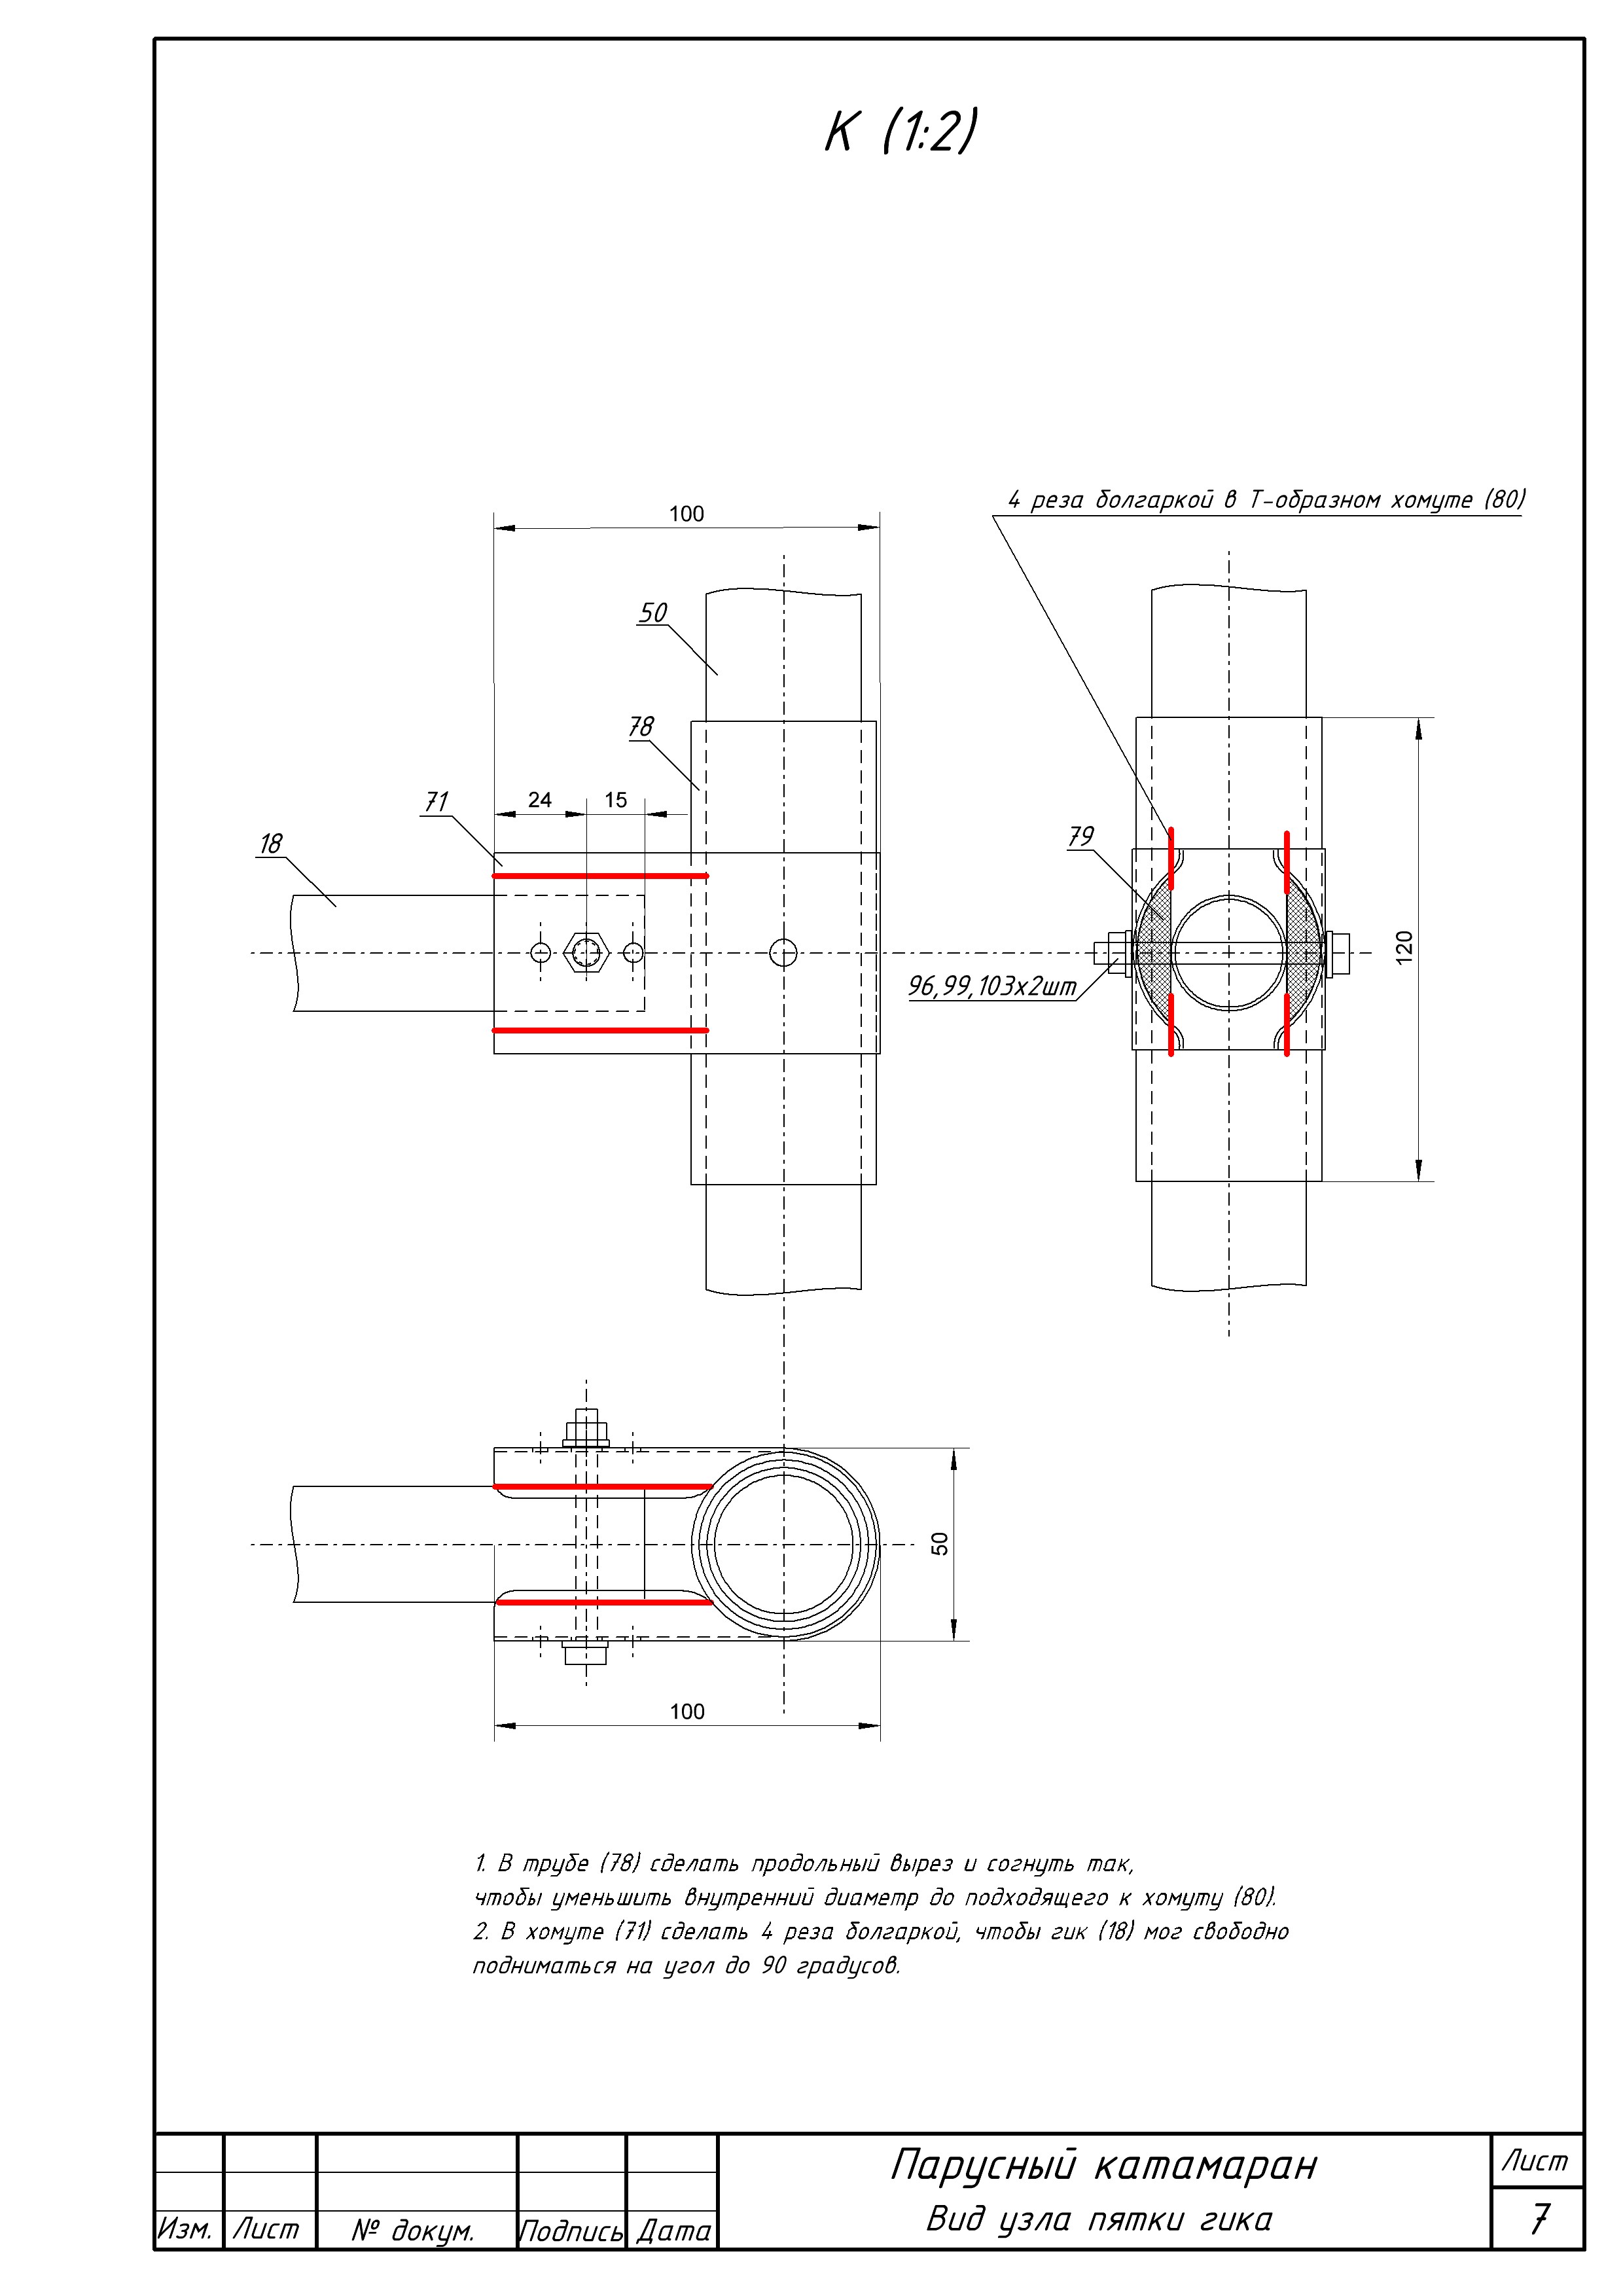 К (1:2)
4 реза болгаркой в Т-образном хомуте (80)
100
50
78
24
15
71
79
18
120
96,99,103х2шт
50
100
1. В трубе (78) сделать продольный вырез и согнуть так,
чтобы уменьшить внутренний диаметр до подходящего к хомуту (80).
2. В хомуте (71) сделать 4 реза болгаркой, чтобы гик (18) мог свободно
подниматься на угол до 90 градусов.
Парусный катамаран
Лист
Вид узла пятки гика
7
Изм.
Лист
№ докум.
Подпись
Дата